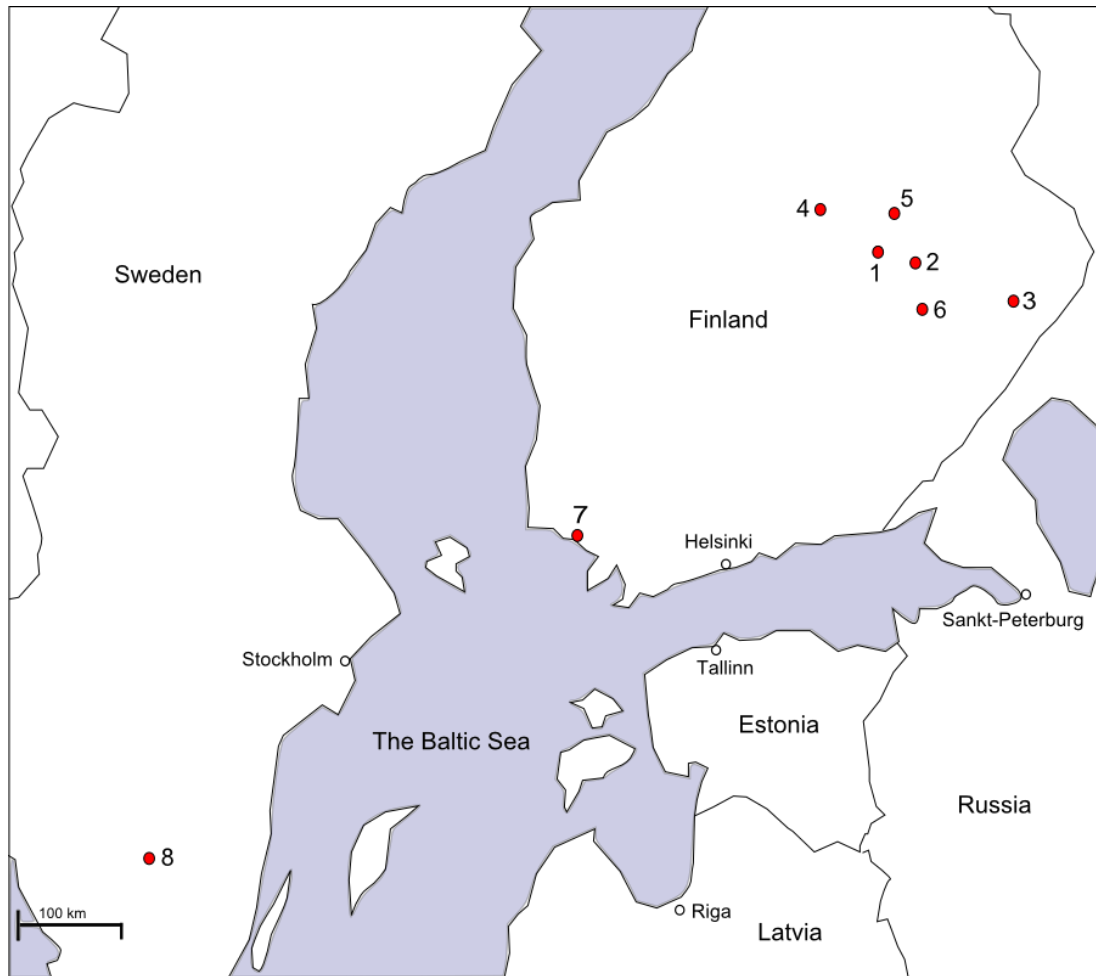 4
5
1
2
Sweden
3
6
Finland
7
Helsinki
Sankt-Peterburg
Stockholm
Tallinn
Estonia
The Baltic Sea
Russia
8
100 km
Riga
Latvia